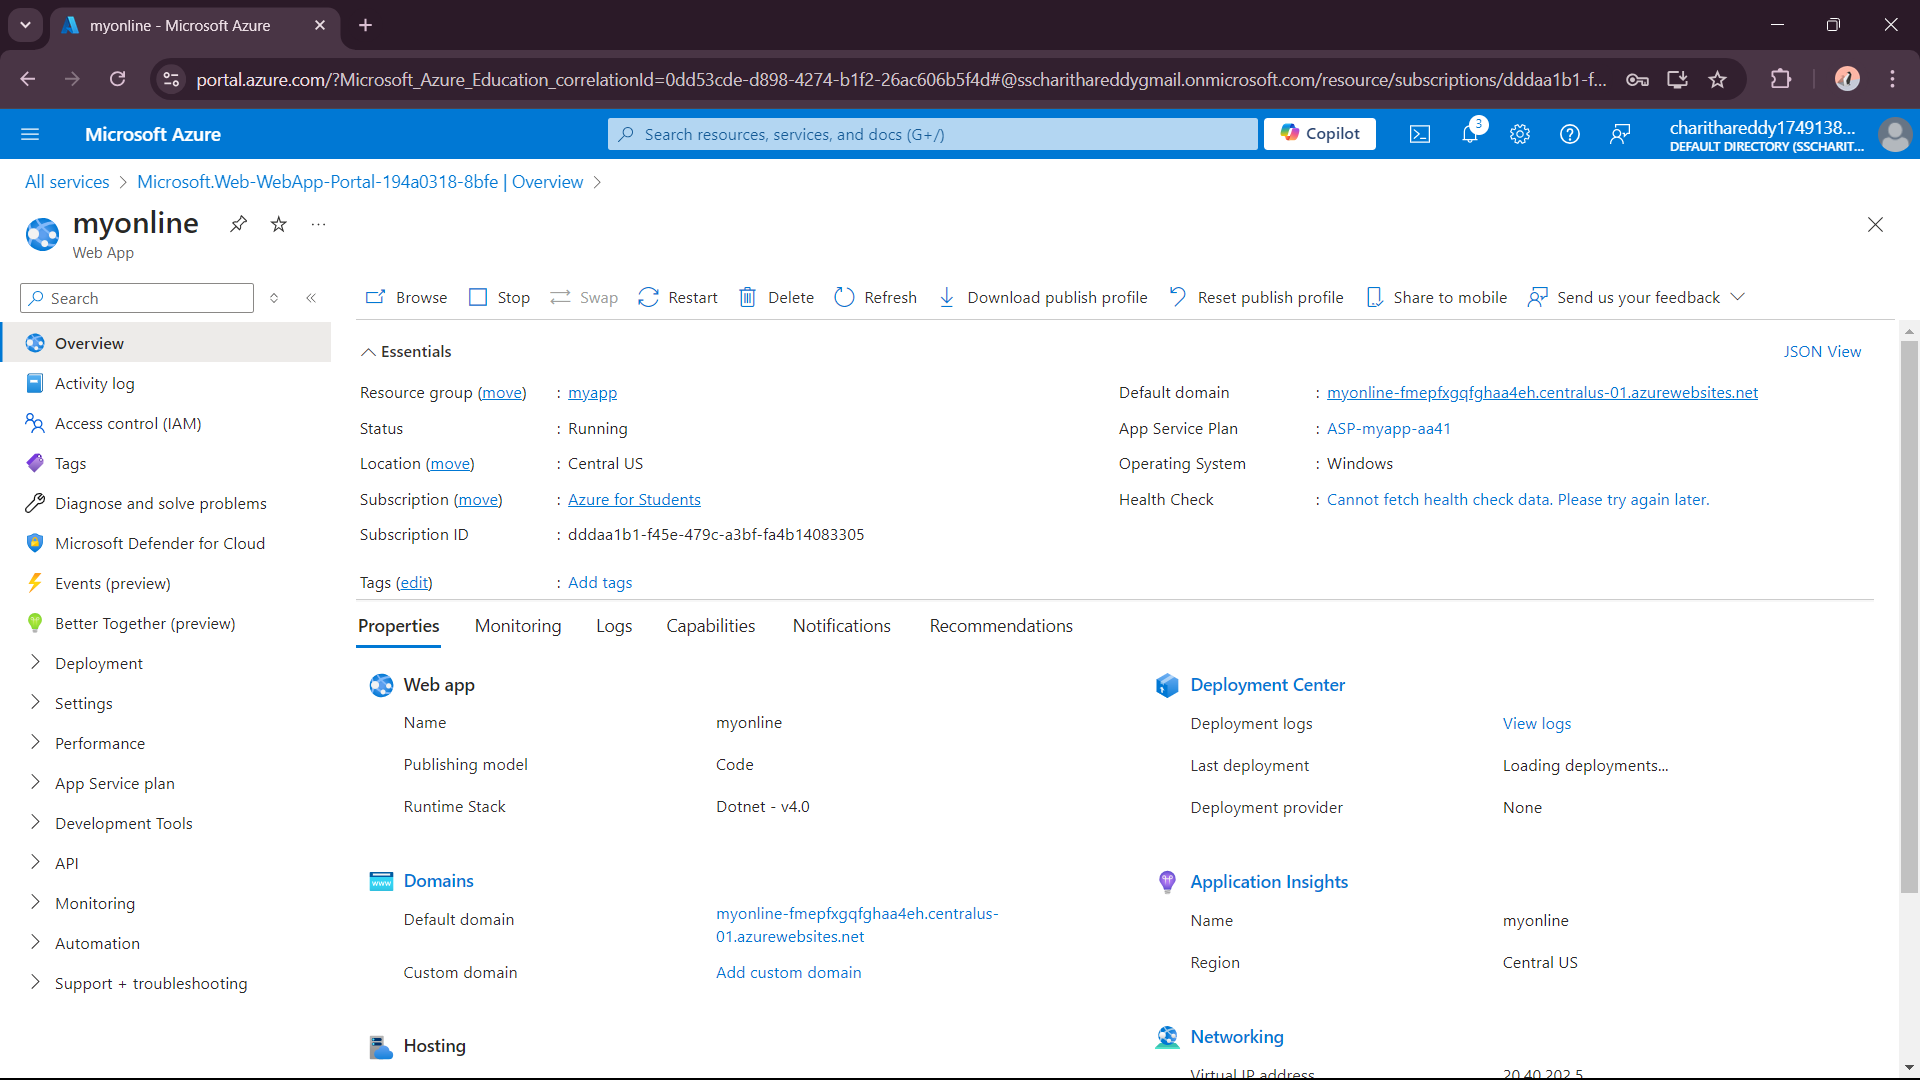 myonline - Microsoft Azure
portal.azure.com/?Microsoft_Azure_Education_correlationId=0dd53cde-d898-4274-b1f2-26ac606b5f4d#@sscharithareddygmail.onmicrosoft.com/resource/subscriptions/dddaa1b1-f...
Microsoft Azure
Search resources, services, and docs (G+/)
Copilot
3
charithareddy1749138...
DEFAULT DIRECTORY (SSCHARIT...
All services > Microsoft.Web-WebApp-Portal-194a0318-8bfe | Overview >
myonline
Web App
Search
Browse
Stop
Swap
Restart
Delete
Refresh
Download publish profile
Reset publish profile
Share to mobile
Send us your feedback
Overview
Activity log
Access control (IAM)
Tags
Diagnose and solve problems
Microsoft Defender for Cloud
Events (preview)
Better Together (preview)
Deployment
Settings
Performance
App Service plan
Development Tools
API
Monitoring
Automation
Support + troubleshooting
Essentials
JSON View
Resource group (move) : myapp
Status : Running
Location (move) : Central US
Subscription (move) : Azure for Students
Subscription ID : dddaa1b1-f45e-479c-a3bf-fa4b14083305
Tags (edit) : Add tags
Default domain : myonline-fmepfxgqfghaa4eh.centralus-01.azurewebsites.net
App Service Plan : ASP-myapp-aa41
Operating System : Windows
Health Check : Cannot fetch health check data. Please try again later.
Properties
Monitoring
Logs
Capabilities
Notifications
Recommendations
Web app
Name myonline
Publishing model Code
Runtime Stack Dotnet - v4.0
Domains
www
Default domain myonline-fmepfxgqfghaa4eh.centralus-
01.azurewebsites.net
Custom domain Add custom domain
Hosting
Deployment Center
Deployment logs View logs
Last deployment Loading deployments...
Deployment provider None
Application Insights
Name myonline
Region Central US
Networking
Virtual IP address 20.40.202.5